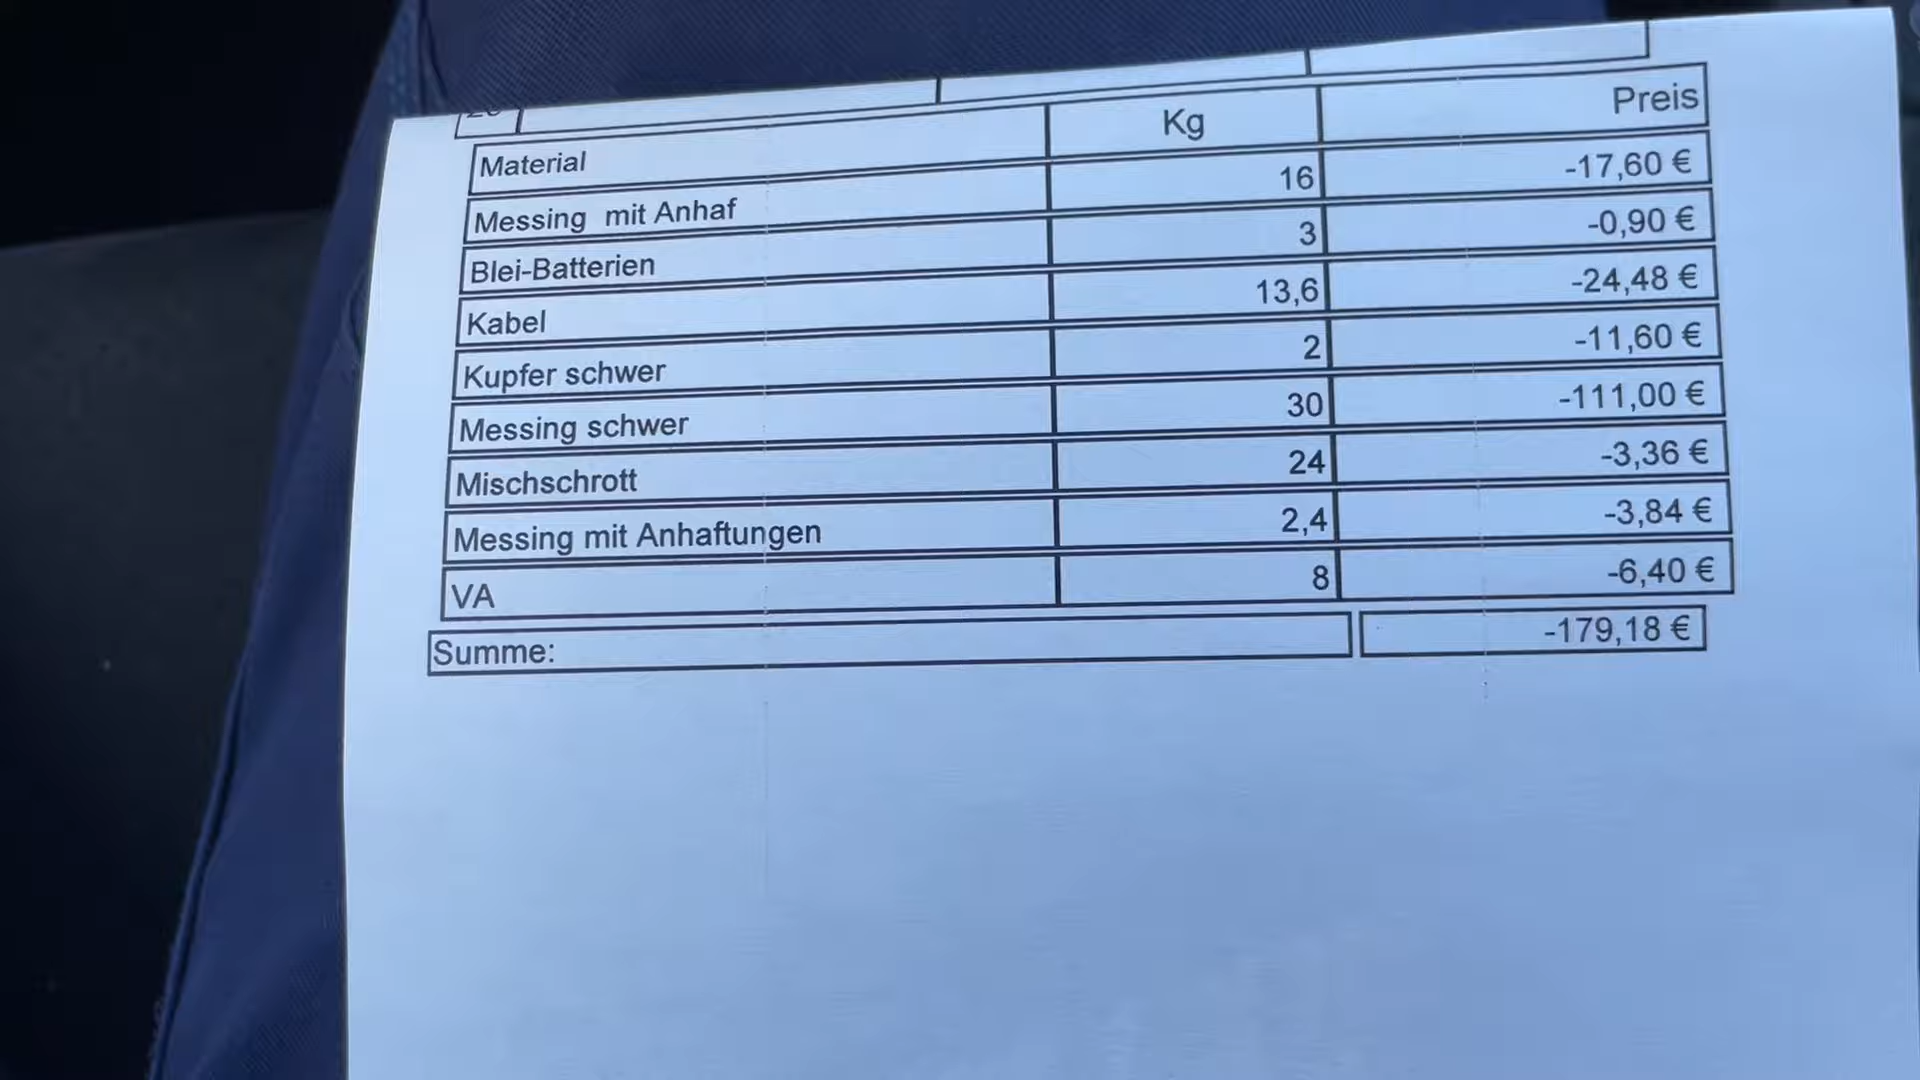 Material Kg Preis
Messing mit Anhaf 16 -17,60 €
Blei-Batterien 3 -0,90 €
Kabel 13,6 -24,48 €
Kupfer schwer 2 -11,60 €
Messing schwer 30 -111,00 €
Mischschrott 24 -3,36 €
Messing mit Anhaftungen 2,4 -3,84 €
VA 8 -6,40 €
Summe: -179,18 €